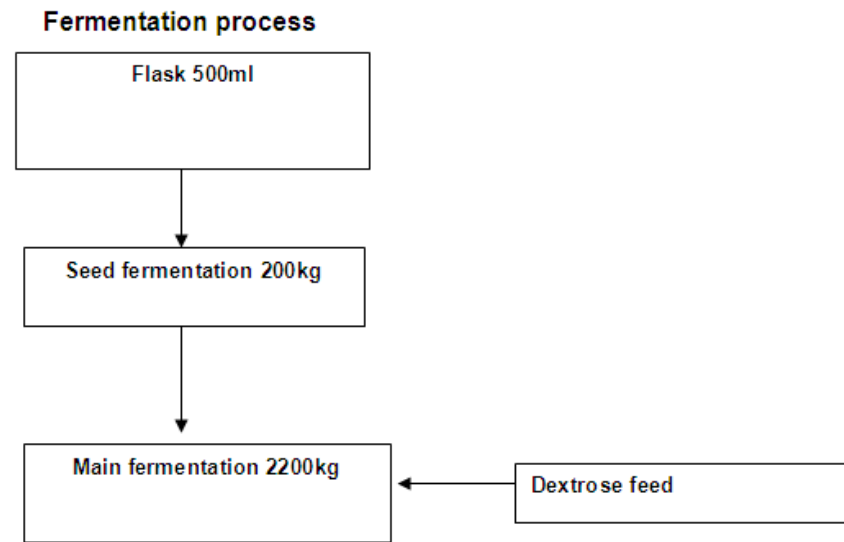 Fermentation process
Flask 500ml
Seed fermentation 200kg
Main fermentation 2200kg
Dextrose feed